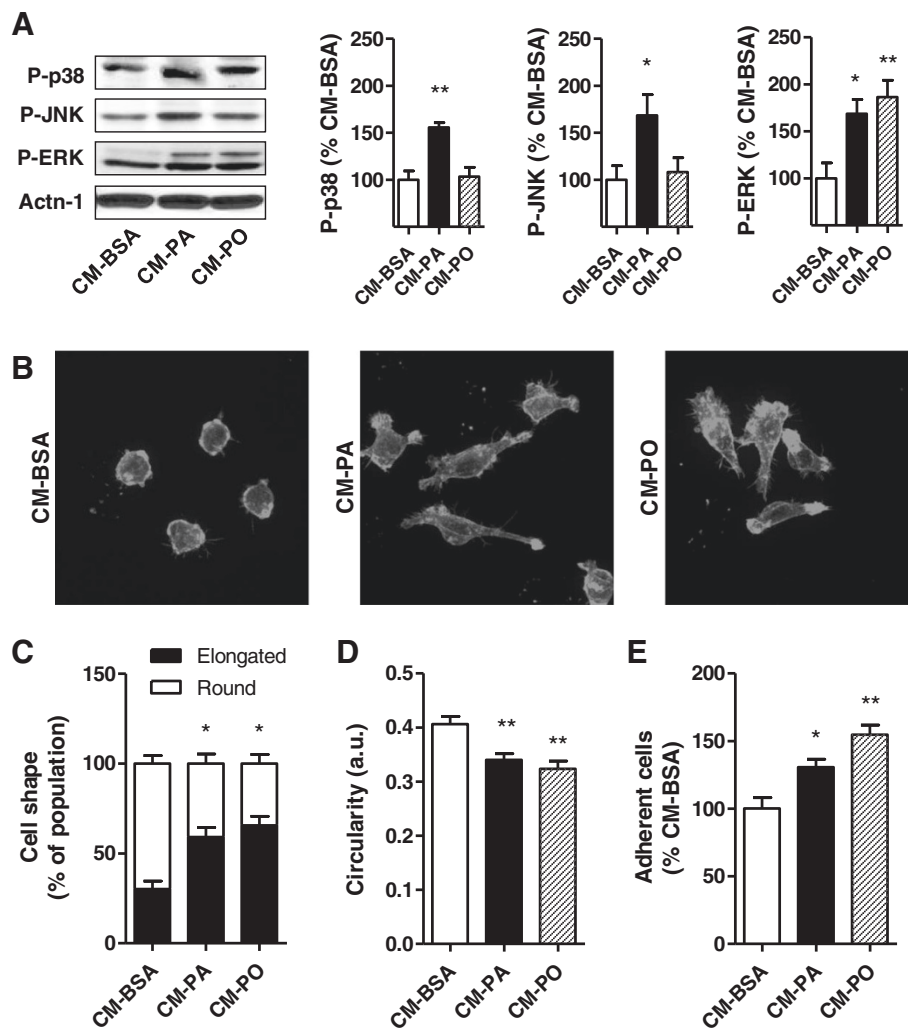 A
P-p38
P-JNK
P-ERK
Actn-1
CM-BSA
CM-PA
CM-PO
P-p38 (% CM-BSA)
250
200
150
100
**
CM-BSA
CM-PA
CM-PO
P-JNK (% CM-BSA)
250
200
150
100
*
CM-BSA
CM-PA
CM-PO
P-ERK (% CM-BSA)
250
200
150
100
*
**
CM-BSA
CM-PA
CM-PO
B
CM-BSA
CM-PA
CM-PO
C
Elongated
Round
Cell shape
(% of population)
150
100
50
0
*
*
CM-BSA
CM-PA
CM-PO
D
Circularity (a.u.)
0.5
0.4
0.3
0.2
0.1
0.0
**
**
CM-BSA
CM-PA
CM-PO
E
Adherent cells
(% CM-BSA)
200
150
100
50
0
*
**
CM-BSA
CM-PA
CM-PO